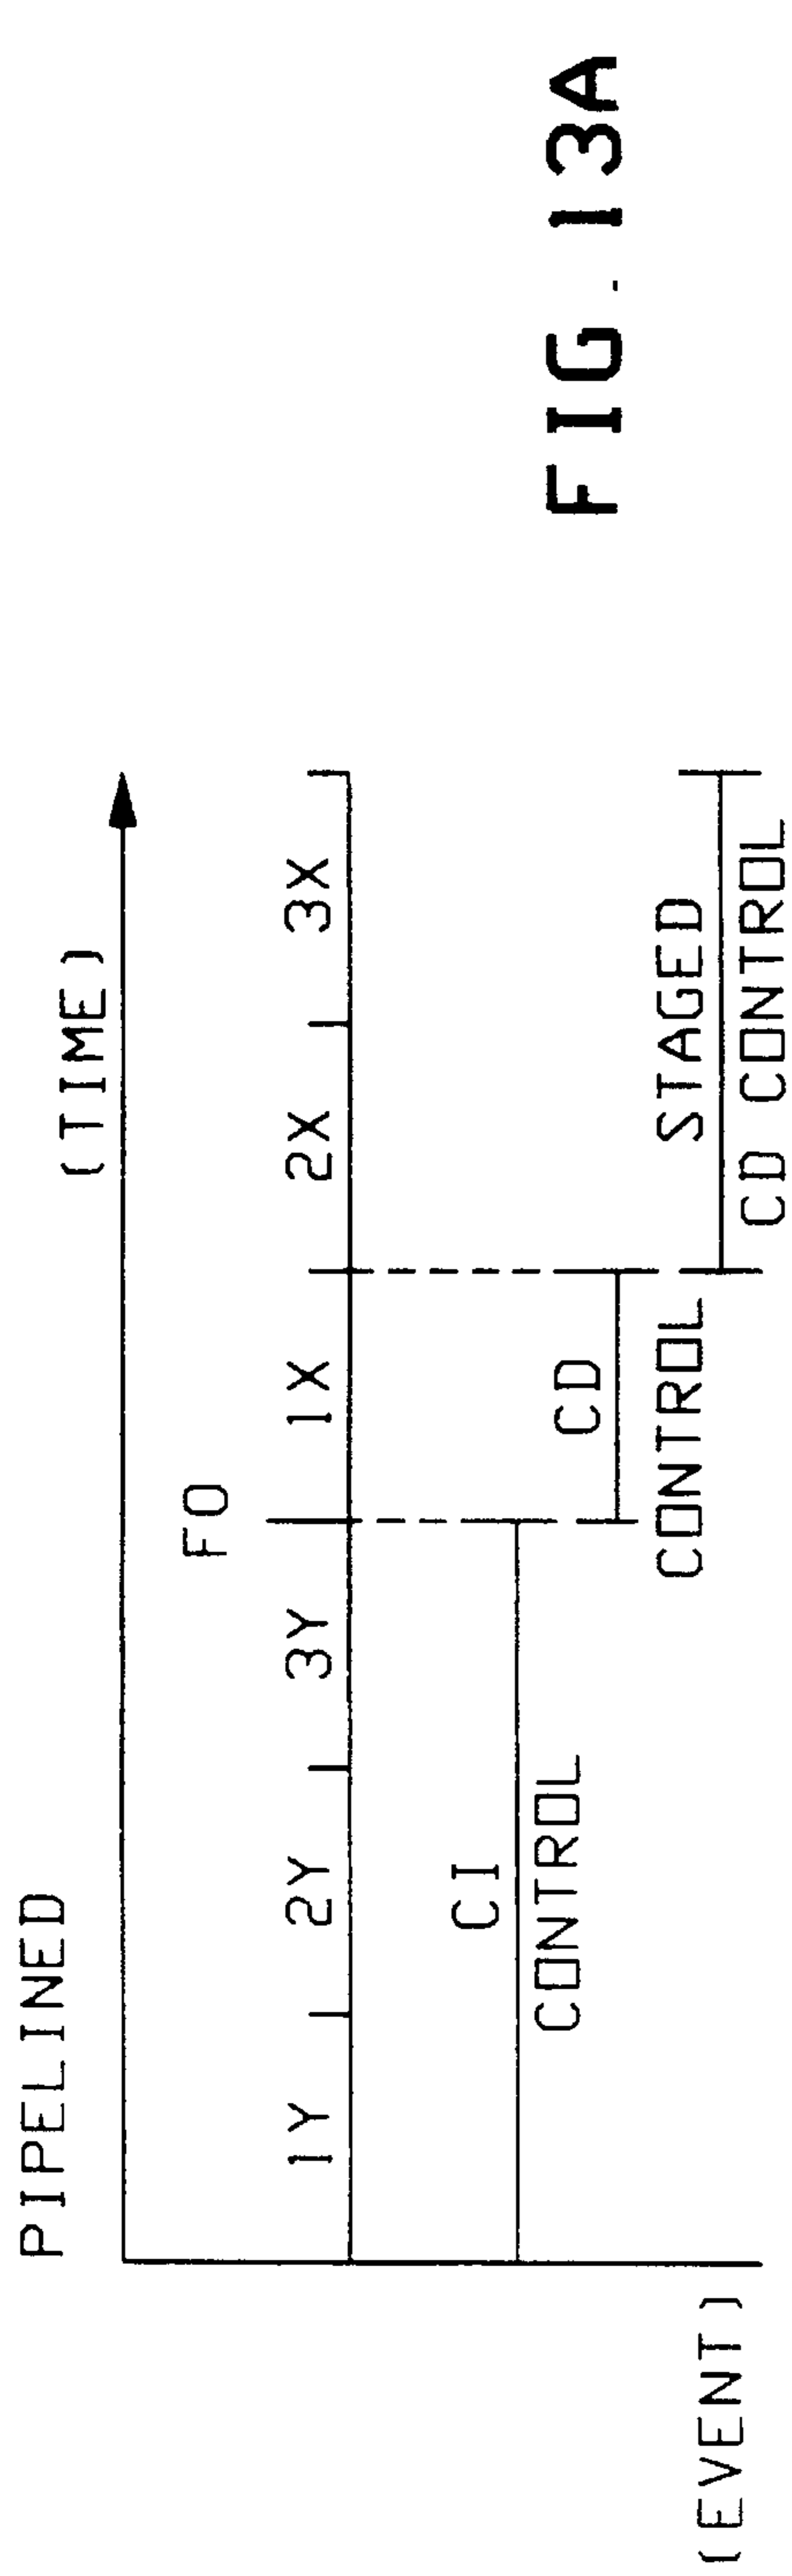 PIPELINED
(TIME)
FO
1Y 2Y 3Y 1X 2X 3X
CI
CONTROL
CD
CONTROL
STAGED
CD CONTROL
(EVENT)
FIG. 13A